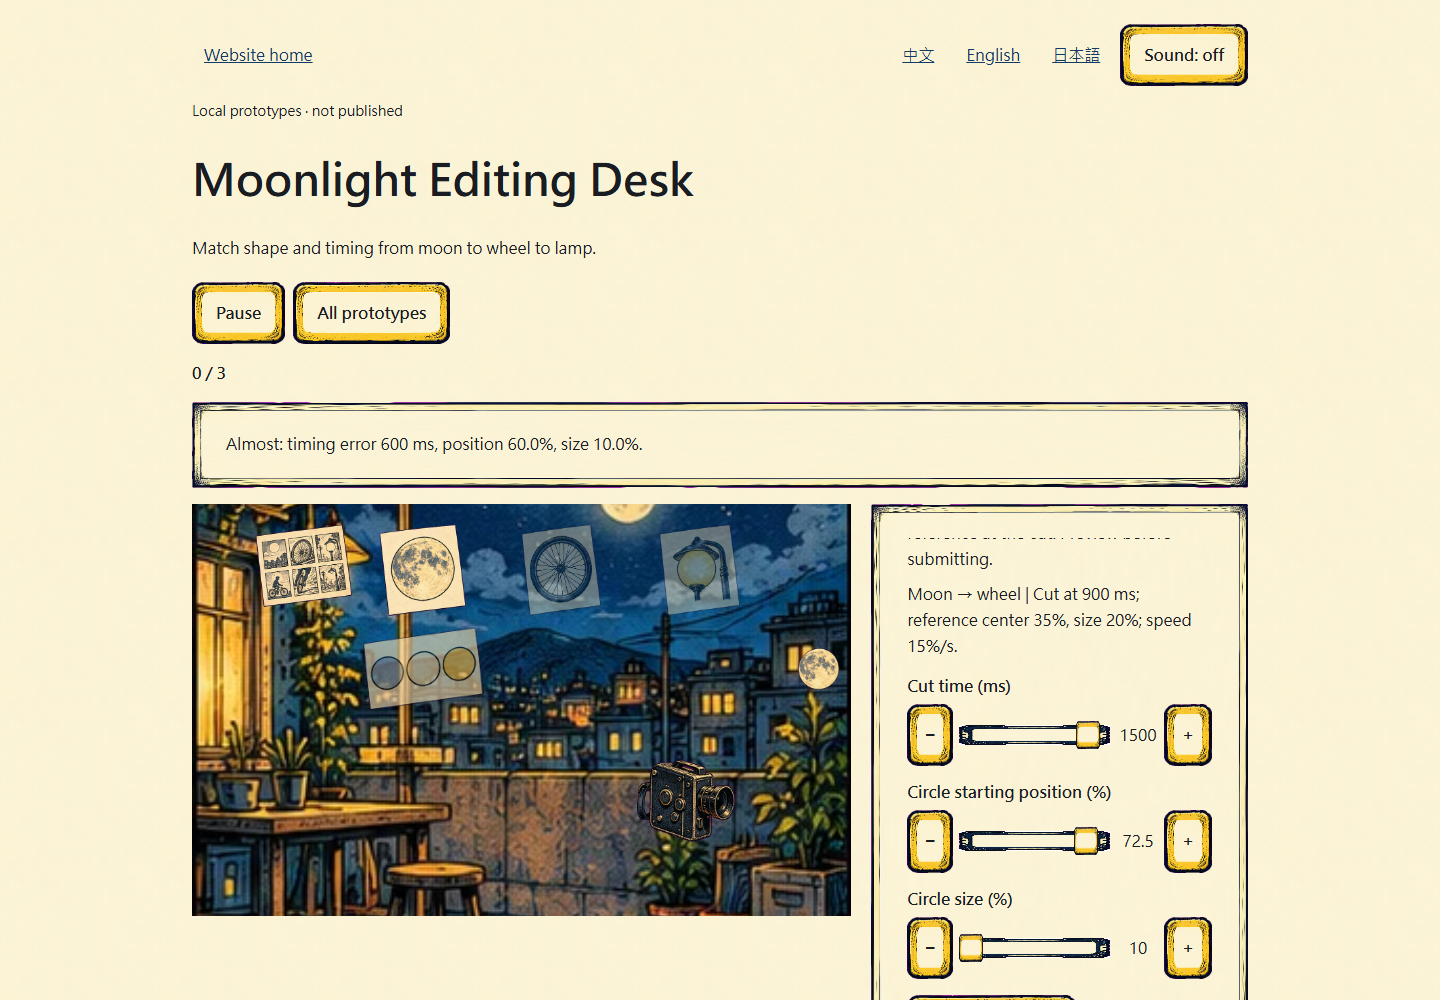 Website home
中文
English
日本語
Sound: off
Local prototypes · not published
Moonlight Editing Desk
Match shape and timing from moon to wheel to lamp.
Pause
All prototypes
0 / 3
Almost: timing error 600 ms, position 60.0%, size 10.0%.
submitting.
Moon → wheel | Cut at 900 ms;
reference center 35%, size 20%; speed
15%/s.
Cut time (ms)
−
1500
+
Circle starting position (%)
−
72.5
+
Circle size (%)
−
10
+